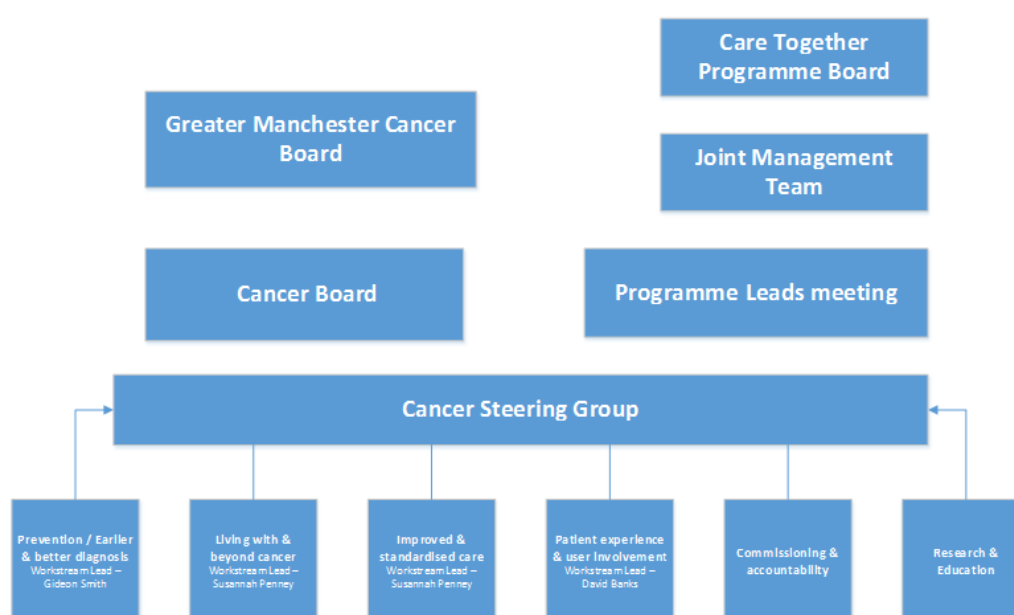 Care Together
Programme Board
Greater Manchester Cancer
Board
Joint Management
Team
Cancer Board
Programme Leads meeting
Cancer Steering Group
Prevention / Earlier
& better diagnosis
Workstream Lead –
Gideon Smith
Living with &
beyond cancer
Workstream Lead –
Susannah Penney
Improved &
standardised care
Workstream Lead –
Susannah Penney
Patient experience
& user involvement
Workstream Lead –
David Banks
Commissioning &
accountability
Research &
Education